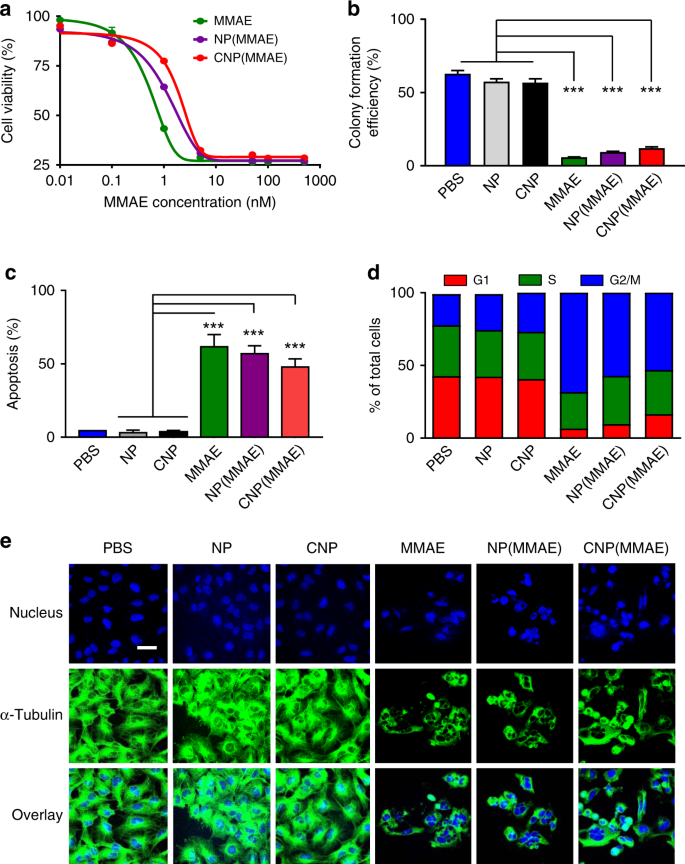 a
100
75
50
25
Cell viability (%)
0.01
0.1
1
10
100
1000
MMAE concentration (nM)
MMAE
NP(MMAE)
CNP(MMAE)
b
100
50
0
Colony formation
efficiency (%)
***
***
***
PBS
NP
CNP
MMAE
NP(MMAE)
CNP(MMAE)
c
100
50
0
Apoptosis (%)
***
***
***
PBS
NP
CNP
MMAE
NP(MMAE)
CNP(MMAE)
d
G1
S
G2/M
100
50
0
% of total cells
PBS
NP
CNP
MMAE
NP(MMAE)
CNP(MMAE)
e
PBS
NP
CNP
MMAE
NP(MMAE)
CNP(MMAE)
Nucleus
α-Tubulin
Overlay